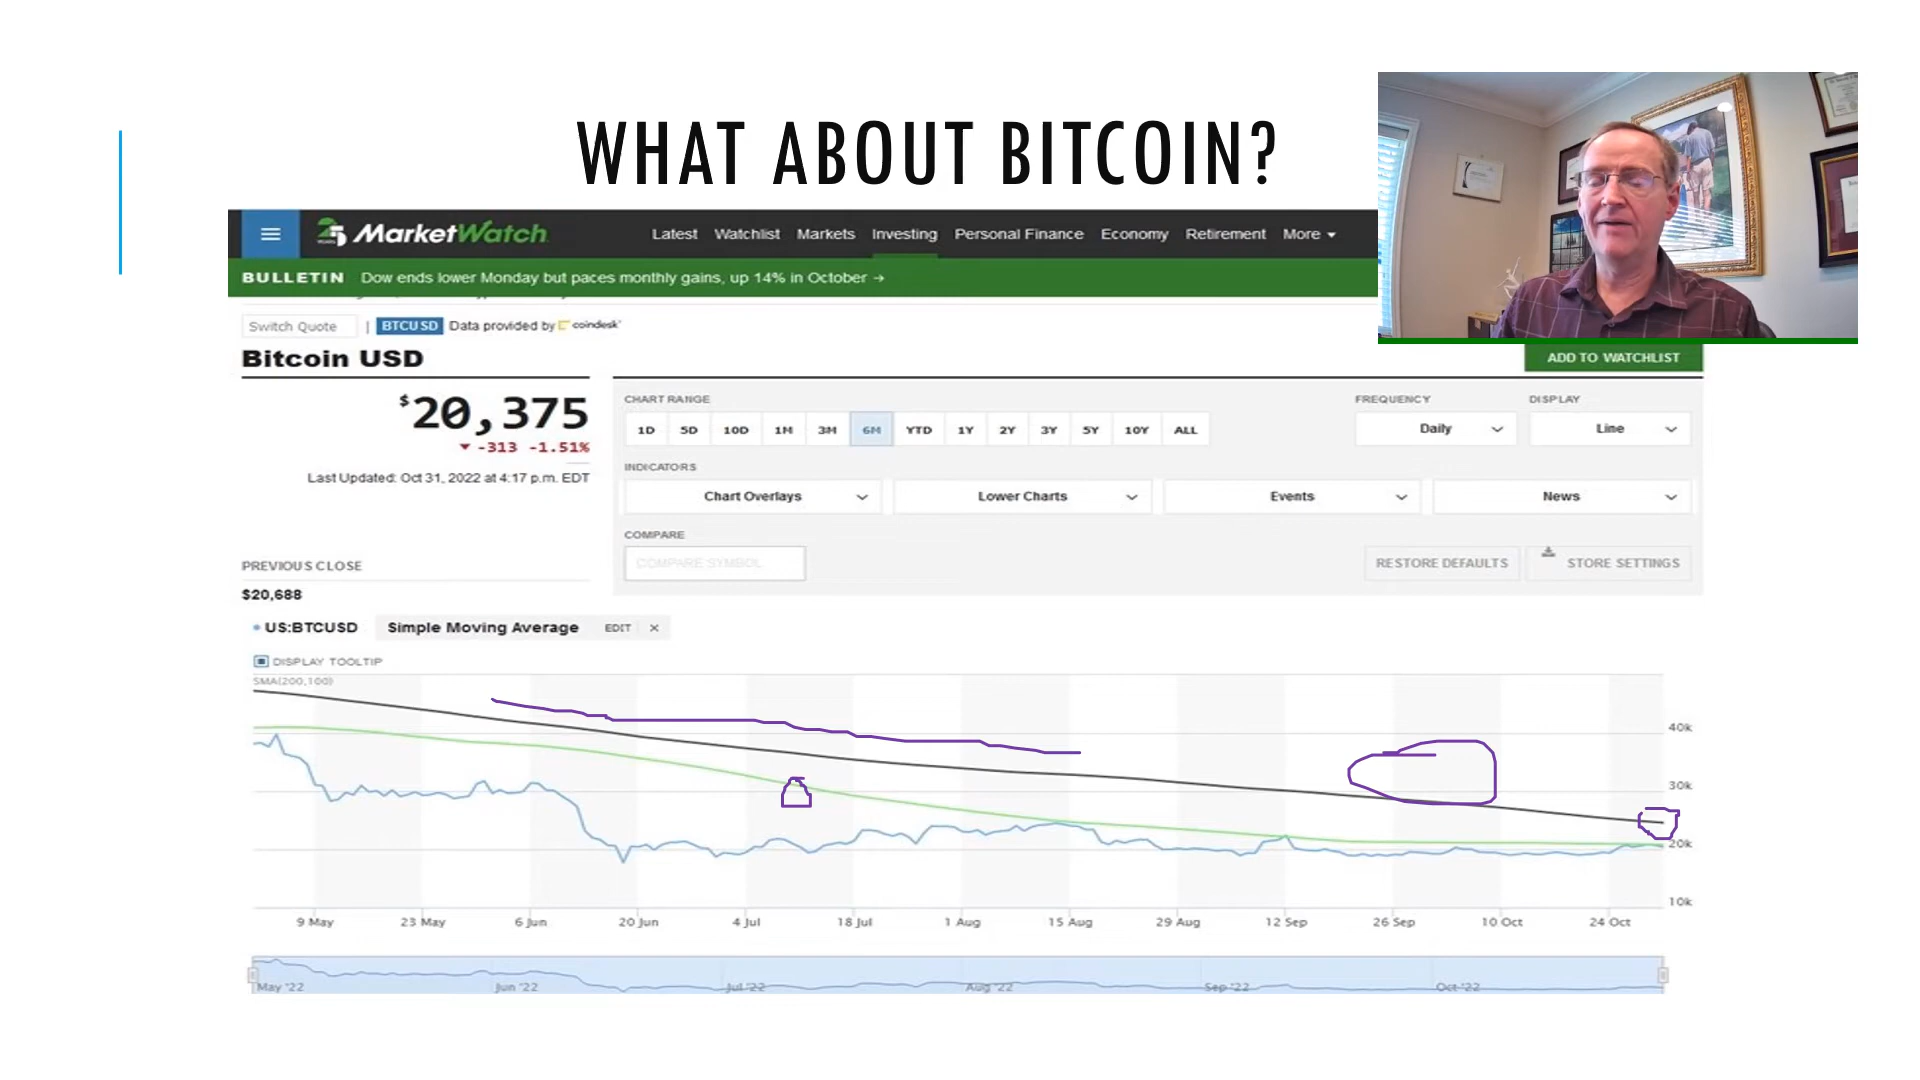 WHAT ABOUT BITCOIN?
MarketWatch
Latest Watchlist Markets Investing Personal Finance Economy Retirement More
BULLETIN Dow ends lower Monday but paces monthly gains, up 14% in October →
Switch Quote | BTCUSD Data provided by coindesk
Bitcoin USD
ADD TO WATCHLIST
$20,375
-313 -1.51%
Last Updated: Oct 31, 2022 at 4:17 p.m. EDT
PREVIOUS CLOSE
$20,688
CHART RANGE
1D 5D 10D 1M 3M 6M YTD 1Y 2Y 3Y 5Y 10Y ALL
FREQUENCY
Daily
DISPLAY
Line
INDICATORS
Chart Overlays Lower Charts Events News
COMPARE
COMPARE SYMBOL
RESTORE DEFAULTS STORE SETTINGS
US:BTCUSD Simple Moving Average EDIT ×
DISPLAY TOOLTIP
SMA(200,100)
40k
30k
20k
10k
9 May 23 May 6 Jun 20 Jun 4 Jul 18 Jul 1 Aug 15 Aug 29 Aug 12 Sep 26 Sep 10 Oct 24 Oct
May '22 Jun '22 Jul '22 Aug '22 Sep '22 Oct '22